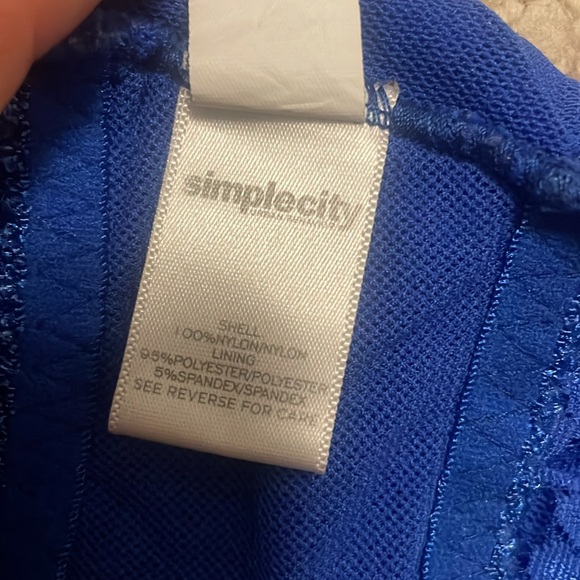 simplecity
SHELL
100%NYLON/NYLON
LINING
95%POLYESTER/POLYESTER
5%SPANDEX/SPANDEX
SEE REVERSE FOR CARE